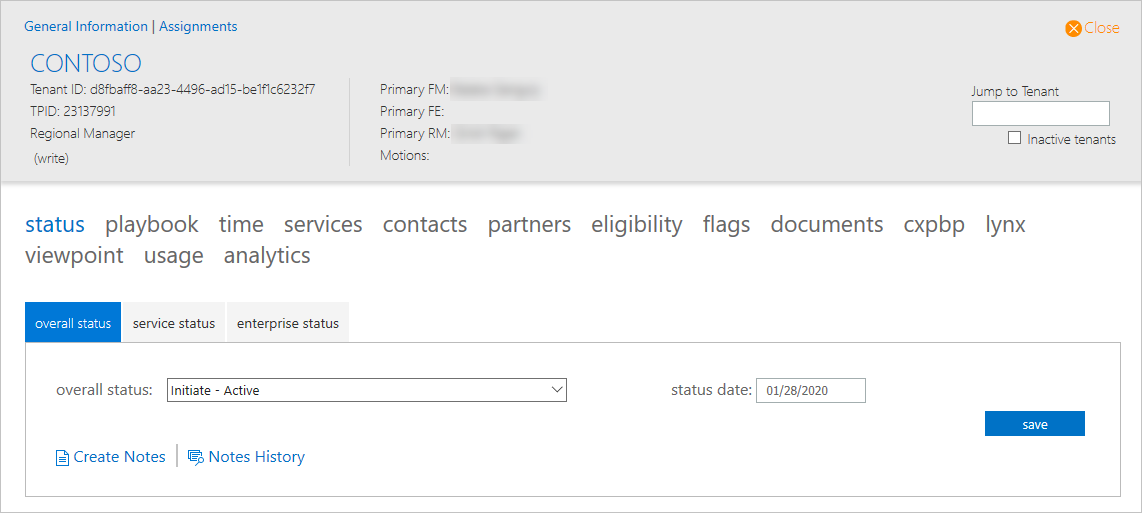 General Information | Assignments
Close
CONTOSO
Tenant ID: d8fbaff8-aa23-4496-ad15-be1f1c6232f7
TPID: 23137991
Regional Manager
(write)
Primary FM:
Primary FE:
Primary RM:
Motions:
Jump to Tenant
Inactive tenants
status playbook time services contacts partners eligibility flags documents cxpbp lynx
viewpoint usage analytics
overall status service status enterprise status
overall status: Initiate - Active status date: 01/28/2020
save
Create Notes Notes History